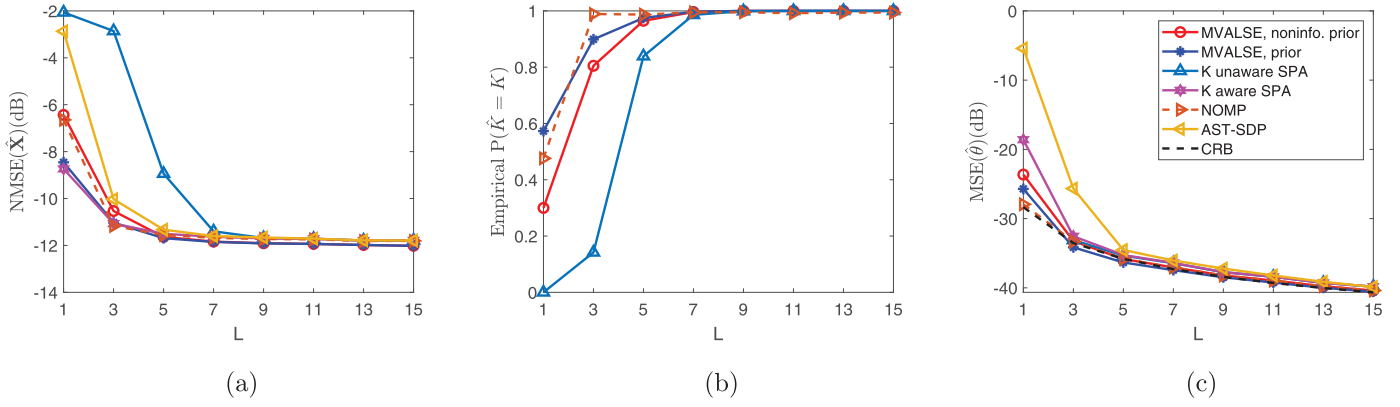 NMSE(X̂)(dB)
-2
-4
-6
-8
-10
-12
-14
1 3 5 7 9 11 13 15
L
(a)
Empirical P(K̂ = K)
1
0.8
0.6
0.4
0.2
0
1 3 5 7 9 11 13 15
L
(b)
MSE(θ̂)(dB)
0
-10
-20
-30
-40
1 3 5 7 9 11 13 15
L
MVALSE, noninfo. prior
MVALSE, prior
K unaware SPA
K aware SPA
NOMP
AST-SDP
CRB
(c)